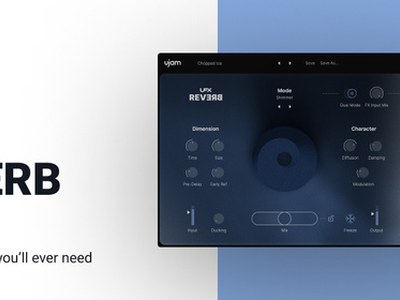 ERB
you'll ever need
ujam
Chopped Ice
Save
Save As...
UFX
REVERB
Mode
Shimmer
Dual Mode
FX Input Mix
Dimension
Character
Time
Size
Diffusion
Damping
Pre-Delay
Early Ref
Modulation
Input
Ducking
Mix
Freeze
Output